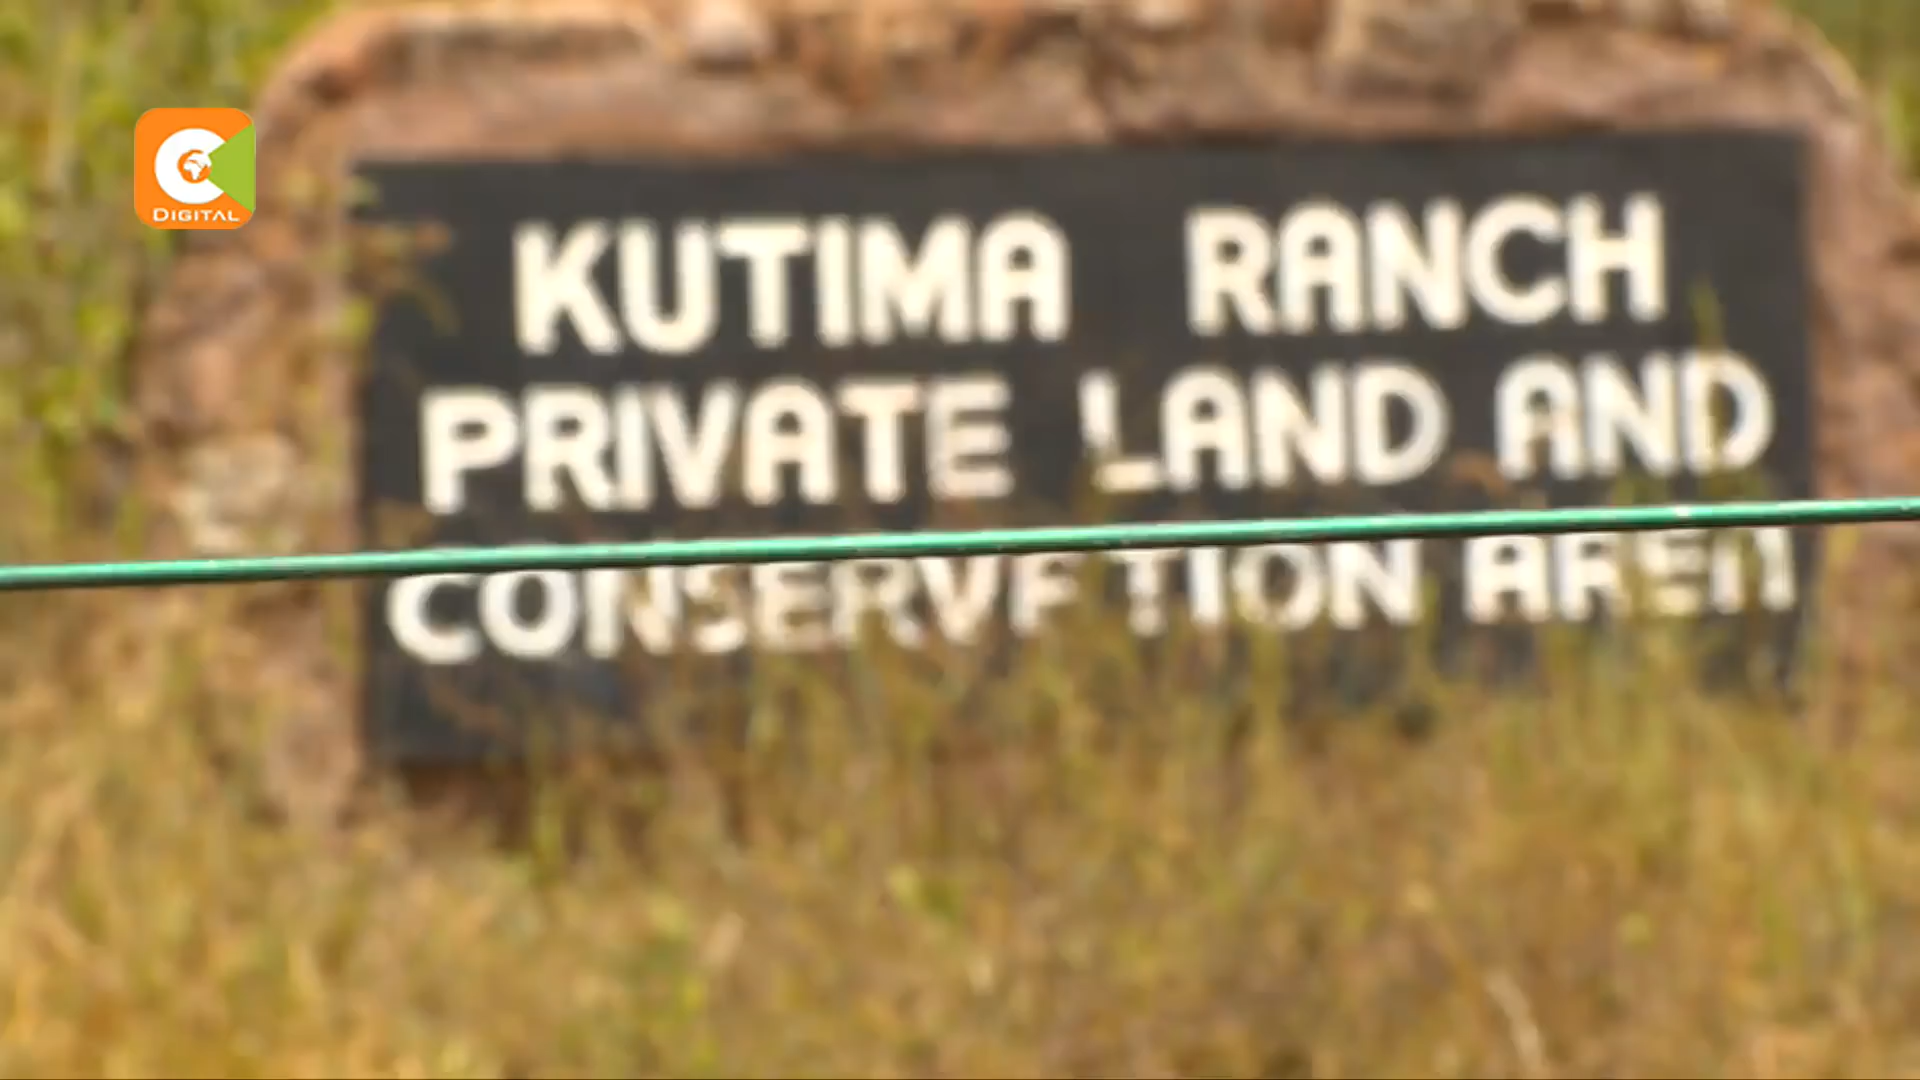 DIGITAL
KUTIMA RANCH
PRIVATE LAND AND
CONSERVATION AREA